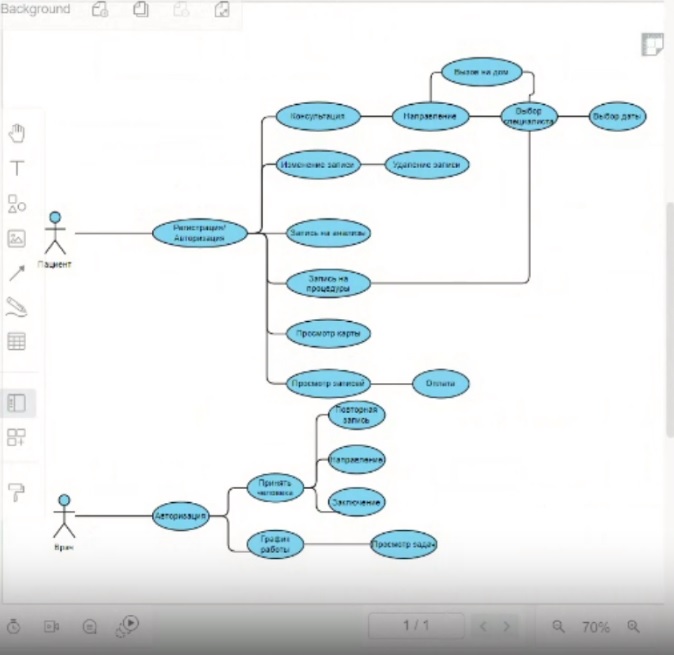 Background
Вызов на дом
Консультация
Направление
Выбор
специалиста
Выбор даты
Изменение записи
Удаление записи
Регистрация/
Авторизация
Запись на анализы
Пациент
Запись на
процедуры
Просмотр карты
Просмотр записей
Оплата
Повторная
запись
Направление
Принять
человека
Заключение
Авторизация
Врач
График
работы
Просмотр задач
1 / 1
70%